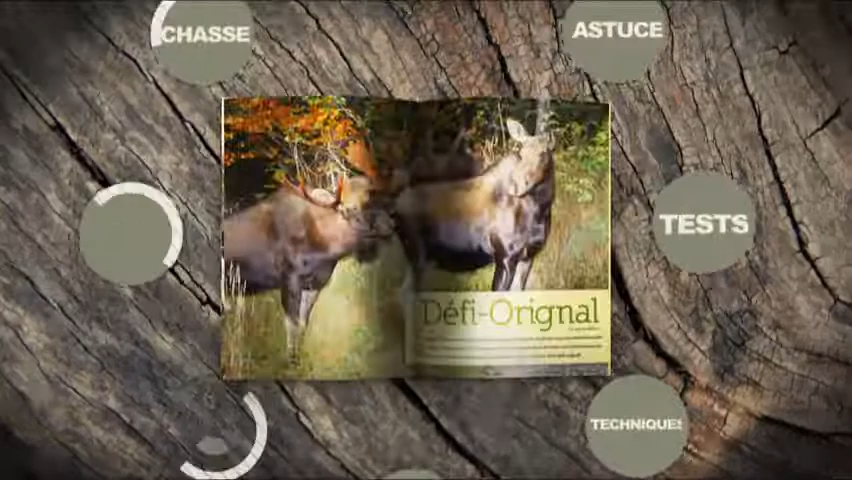 CHASSE
ASTUCE
TESTS
Défi-Orignal
TECHNIQUES